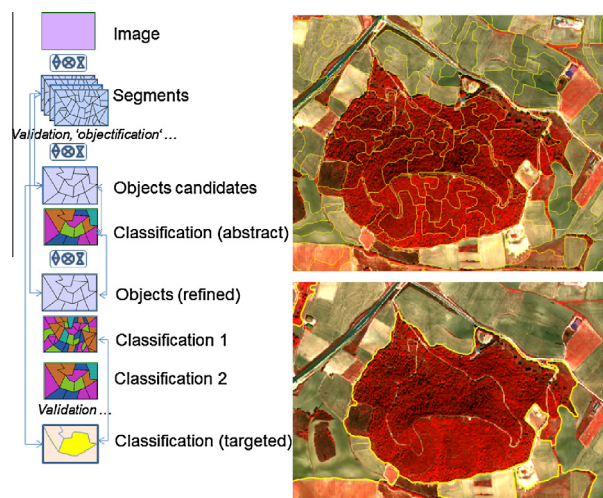 Image
Segments
Validation, 'objectification' ...
Objects candidates
Classification (abstract)
Objects (refined)
Classification 1
Classification 2
Validation ...
Classification (targeted)